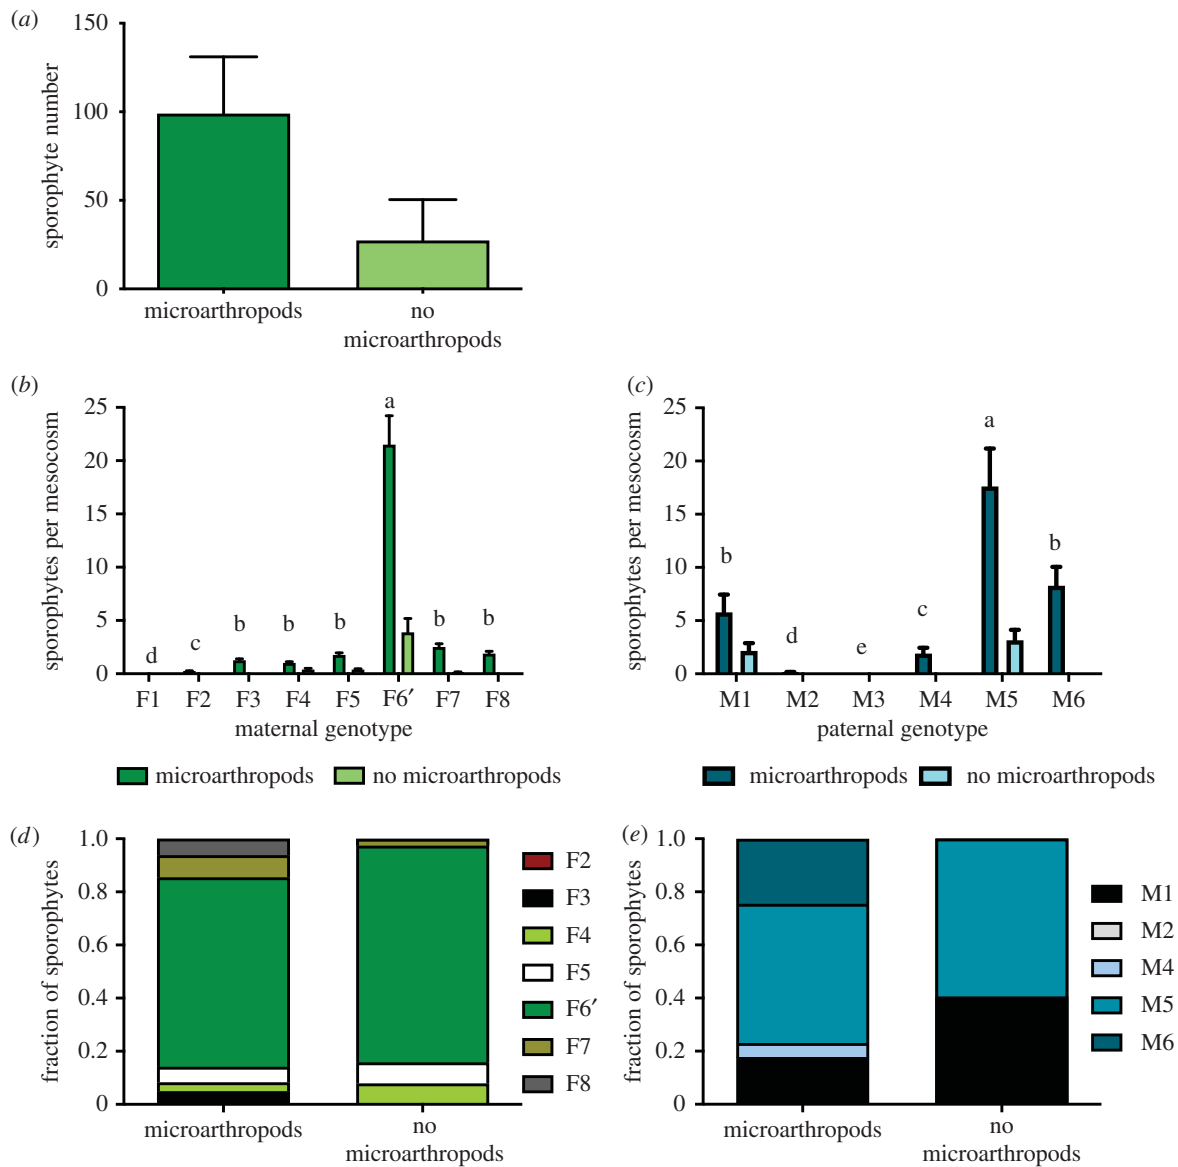 (a)
150
100
50
0
sporophyte number
microarthropods
no
microarthropods
(b)
25
20
15
10
5
0
sporophytes per mesocosm
d
c
b
b
b
a
b
b
F1 F2 F3 F4 F5 F6′ F7 F8
maternal genotype
microarthropods no microarthropods
(c)
25
20
15
10
5
0
sporophytes per mesocosm
b
d
e
c
a
b
M1 M2 M3 M4 M5 M6
paternal genotype
microarthropods no microarthropods
(d)
1.0
0.8
0.6
0.4
0.2
0
fraction of sporophytes
microarthropods
no
microarthropods
F2
F3
F4
F5
F6′
F7
F8
(e)
1.0
0.8
0.6
0.4
0.2
0
fraction of sporophytes
microarthropods
no
microarthropods
M1
M2
M4
M5
M6